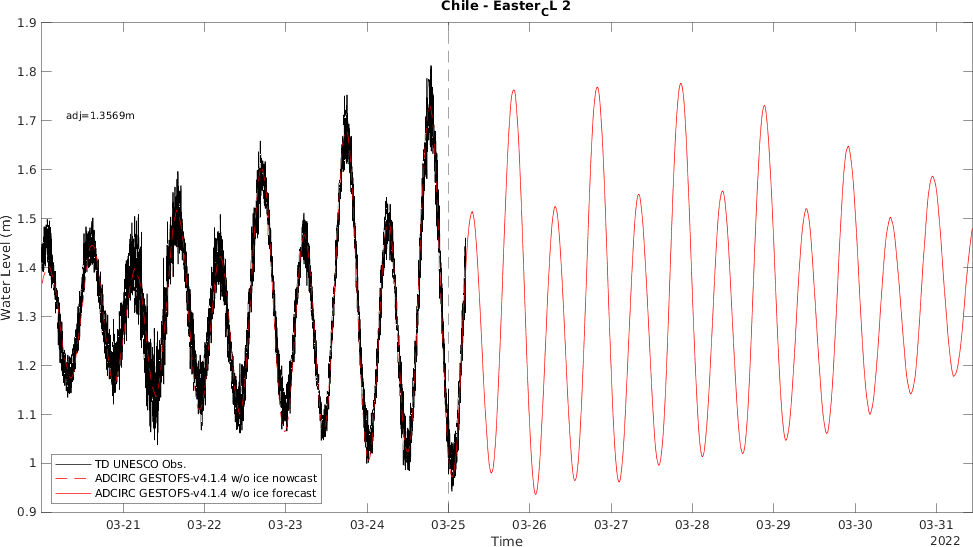 Chile - Easter_CL 2
1.9
1.8
1.7
1.6
1.5
1.4
1.3
1.2
1.1
1
0.9
Water Level (m)
adj=1.3569m
TD UNESCO Obs.
ADCIRC GESTOFS-v4.1.4 w/o ice nowcast
ADCIRC GESTOFS-v4.1.4 w/o ice forecast
03-21 03-22 03-23 03-24 03-25 03-26 03-27 03-28 03-29 03-30 03-31
Time
2022